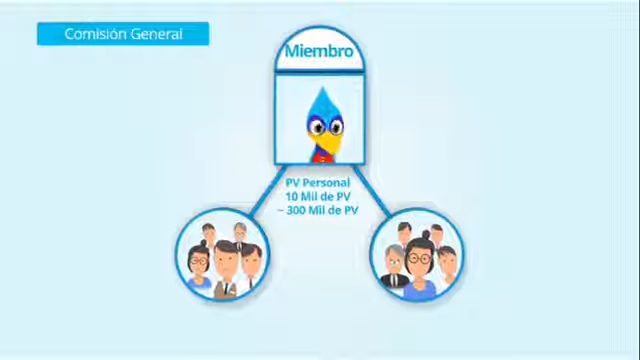 Comisión General
Miembro
PV Personal
10 Mil de PV
~ 300 Mil de PV